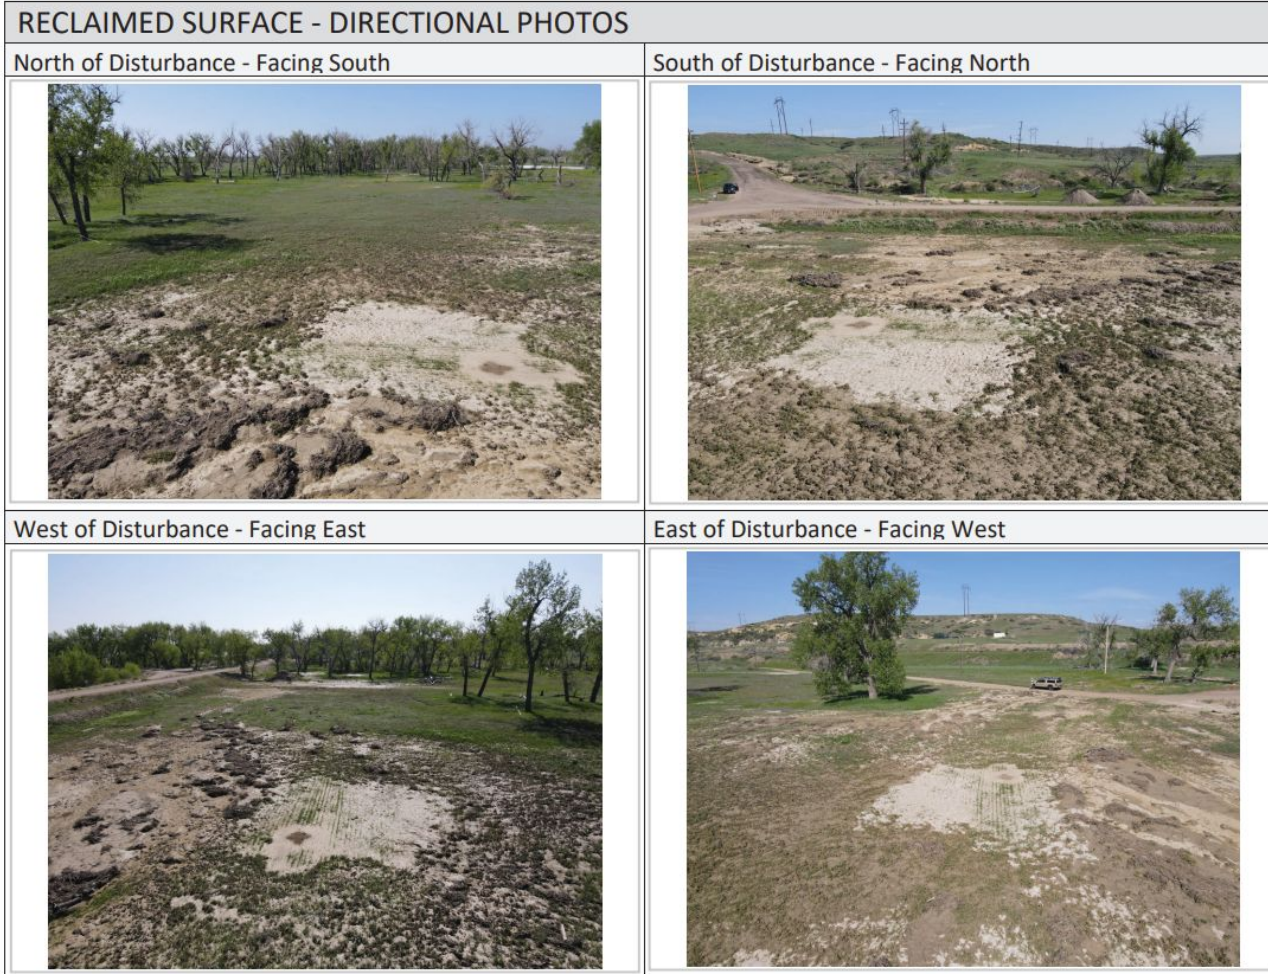 RECLAIMED SURFACE - DIRECTIONAL PHOTOS
North of Disturbance - Facing South
South of Disturbance - Facing North
West of Disturbance - Facing East
East of Disturbance - Facing West